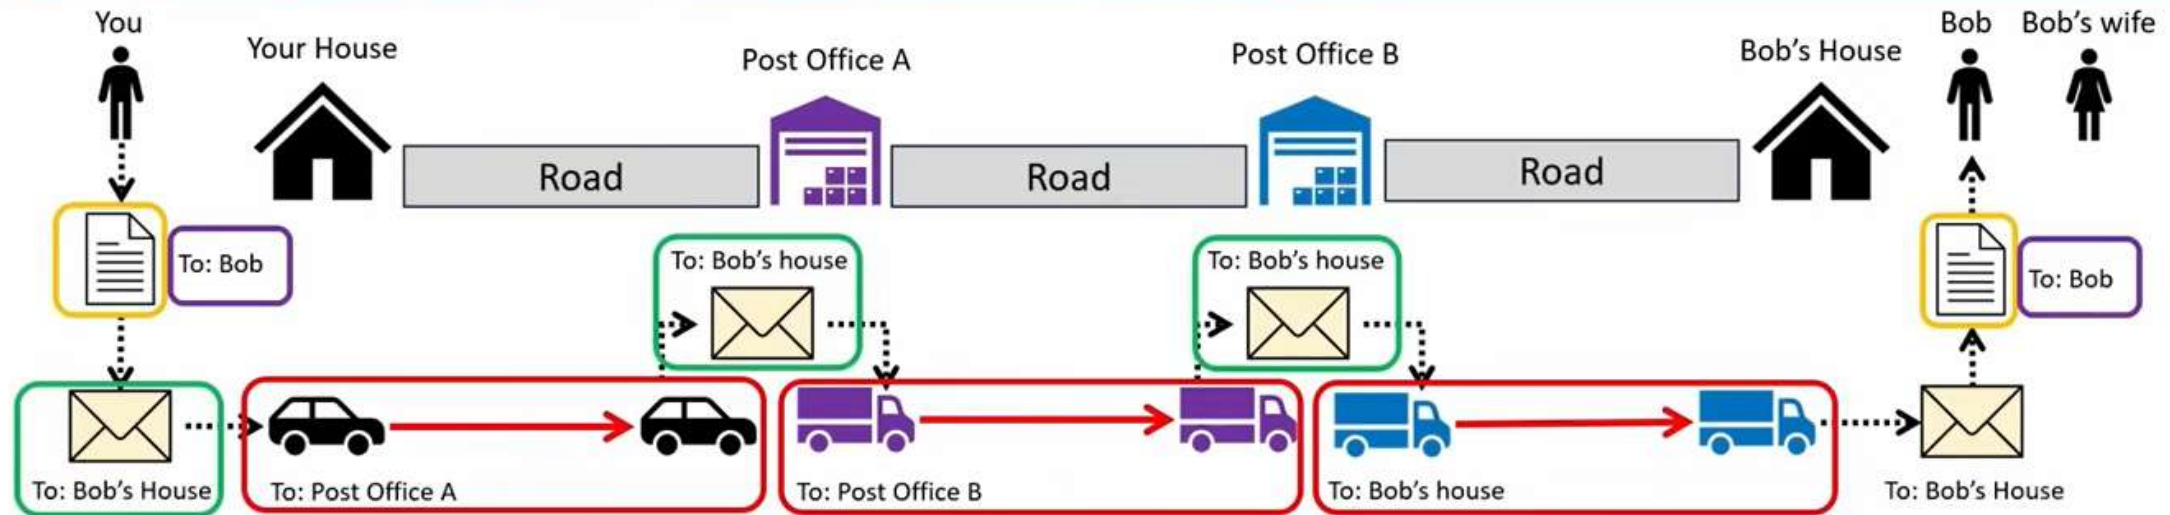 You
Your House
Post Office A
Post Office B
Bob's House
Bob
Bob's wife
Road
Road
Road
To: Bob
To: Bob's house
To: Bob's house
To: Bob
To: Bob's House
To: Post Office A
To: Post Office B
To: Bob's house
To: Bob's House